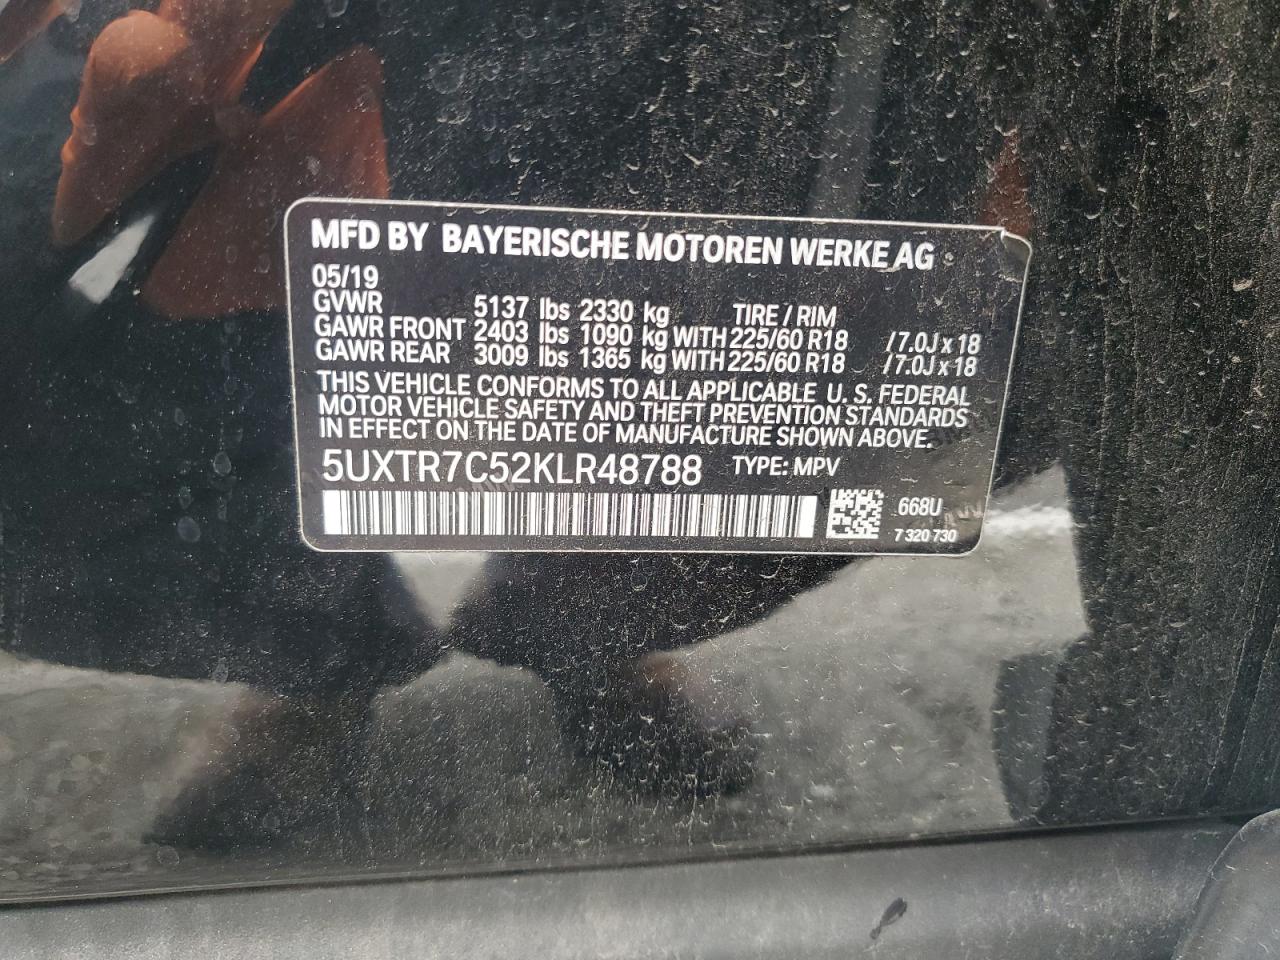 MFD BY BAYERISCHE MOTOREN WERKE AG
05/19
GVWR 5137 lbs 2330 kg TIRE / RIM
GAWR FRONT 2403 lbs 1090 kg WITH 225/60 R18 /7.0J x 18
GAWR REAR 3009 lbs 1365 kg WITH 225/60 R18 /7.0J x 18
THIS VEHICLE CONFORMS TO ALL APPLICABLE U. S. FEDERAL
MOTOR VEHICLE SAFETY AND THEFT PREVENTION STANDARDS
IN EFFECT ON THE DATE OF MANUFACTURE SHOWN ABOVE.
5UXTR7C52KLR48788 TYPE: MPV
668U
7 320 730